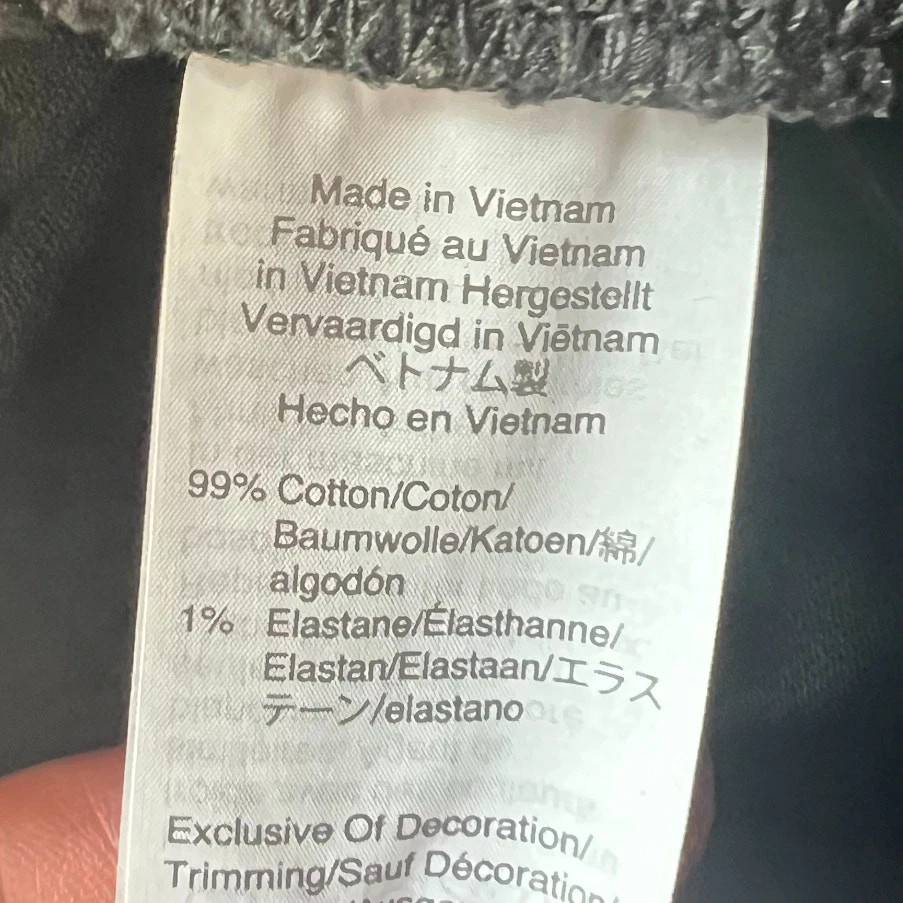 Made in Vietnam
Fabriqué au Vietnam
in Vietnam Hergestellt
Vervaardigd in Viëtnam
ベトナム製
Hecho en Vietnam
99% Cotton/Coton/
Baumwolle/Katoen/綿/
algodón
1% Elastane/Élasthanne/
Elastan/Elastaan/エラス
テーン/elastano
Exclusive Of Decoration/
Trimming/Sauf Décoration/